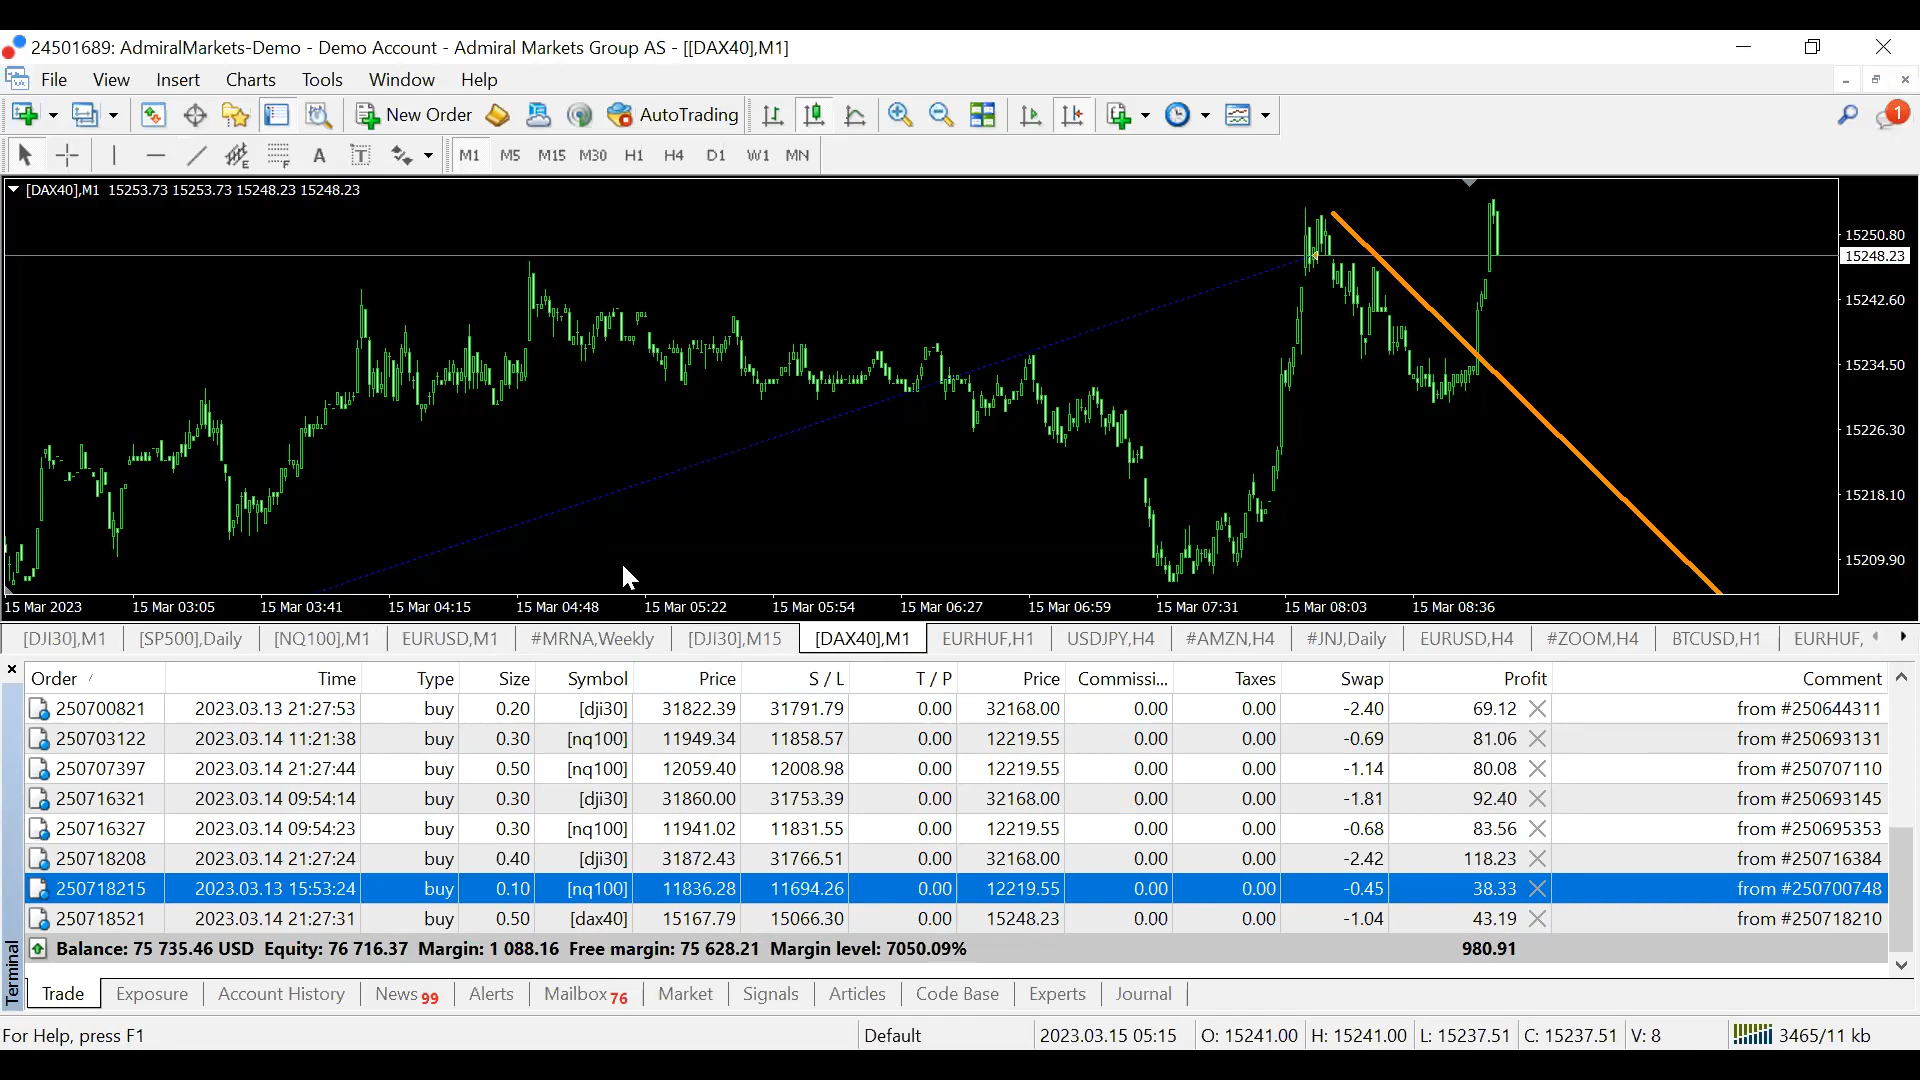 24501689: AdmiralMarkets-Demo - Demo Account - Admiral Markets Group AS - [[DAX40],M1]
File View Insert Charts Tools Window Help
New Order AutoTrading 1
E F A T M1 M5 M15 M30 H1 H4 D1 W1 MN
[DAX40],M1 15253.73 15253.73 15248.23 15248.23
15250.80
15248.23
15242.60
15234.50
15226.30
15218.10
15209.90
15 Mar 2023 15 Mar 03:05 15 Mar 03:41 15 Mar 04:15 15 Mar 04:48 15 Mar 05:22 15 Mar 05:54 15 Mar 06:27 15 Mar 06:59 15 Mar 07:31 15 Mar 08:03 15 Mar 08:36
[DJI30],M1 [SP500],Daily [NQ100],M1 EURUSD,M1 #MRNA,Weekly [DJI30],M15 [DAX40],M1 EURHUF,H1 USDJPY,H4 #AMZN,H4 #JNJ,Daily EURUSD,H4 #ZOOM,H4 BTCUSD,H1 EURHUF,
Order Time Type Size Symbol Price S / L T / P Price Commissi... Taxes Swap Profit Comment
250700821 2023.03.13 21:27:53 buy 0.20 [dji30] 31822.39 31791.79 0.00 32168.00 0.00 0.00 -2.40 69.12 from #250644311
250703122 2023.03.14 11:21:38 buy 0.30 [nq100] 11949.34 11858.57 0.00 12219.55 0.00 0.00 -0.69 81.06 from #250693131
250707397 2023.03.14 21:27:44 buy 0.50 [nq100] 12059.40 12008.98 0.00 12219.55 0.00 0.00 -1.14 80.08 from #250707110
250716321 2023.03.14 09:54:14 buy 0.30 [dji30] 31860.00 31753.39 0.00 32168.00 0.00 0.00 -1.81 92.40 from #250693145
250716327 2023.03.14 09:54:23 buy 0.30 [nq100] 11941.02 11831.55 0.00 12219.55 0.00 0.00 -0.68 83.56 from #250695353
250718208 2023.03.14 21:27:24 buy 0.40 [dji30] 31872.43 31766.51 0.00 32168.00 0.00 0.00 -2.42 118.23 from #250716384
250718215 2023.03.13 15:53:24 buy 0.10 [nq100] 11836.28 11694.26 0.00 12219.55 0.00 0.00 -0.45 38.33 from #250700748
250718521 2023.03.14 21:27:31 buy 0.50 [dax40] 15167.79 15066.30 0.00 15248.23 0.00 0.00 -1.04 43.19 from #250718210
Balance: 75 735.46 USD Equity: 76 716.37 Margin: 1 088.16 Free margin: 75 628.21 Margin level: 7050.09% 980.91
Terminal
Trade Exposure Account History News 99 Alerts Mailbox 76 Market Signals Articles Code Base Experts Journal
For Help, press F1 Default 2023.03.15 05:15 O: 15241.00 H: 15241.00 L: 15237.51 C: 15237.51 V: 8 3465/11 kb